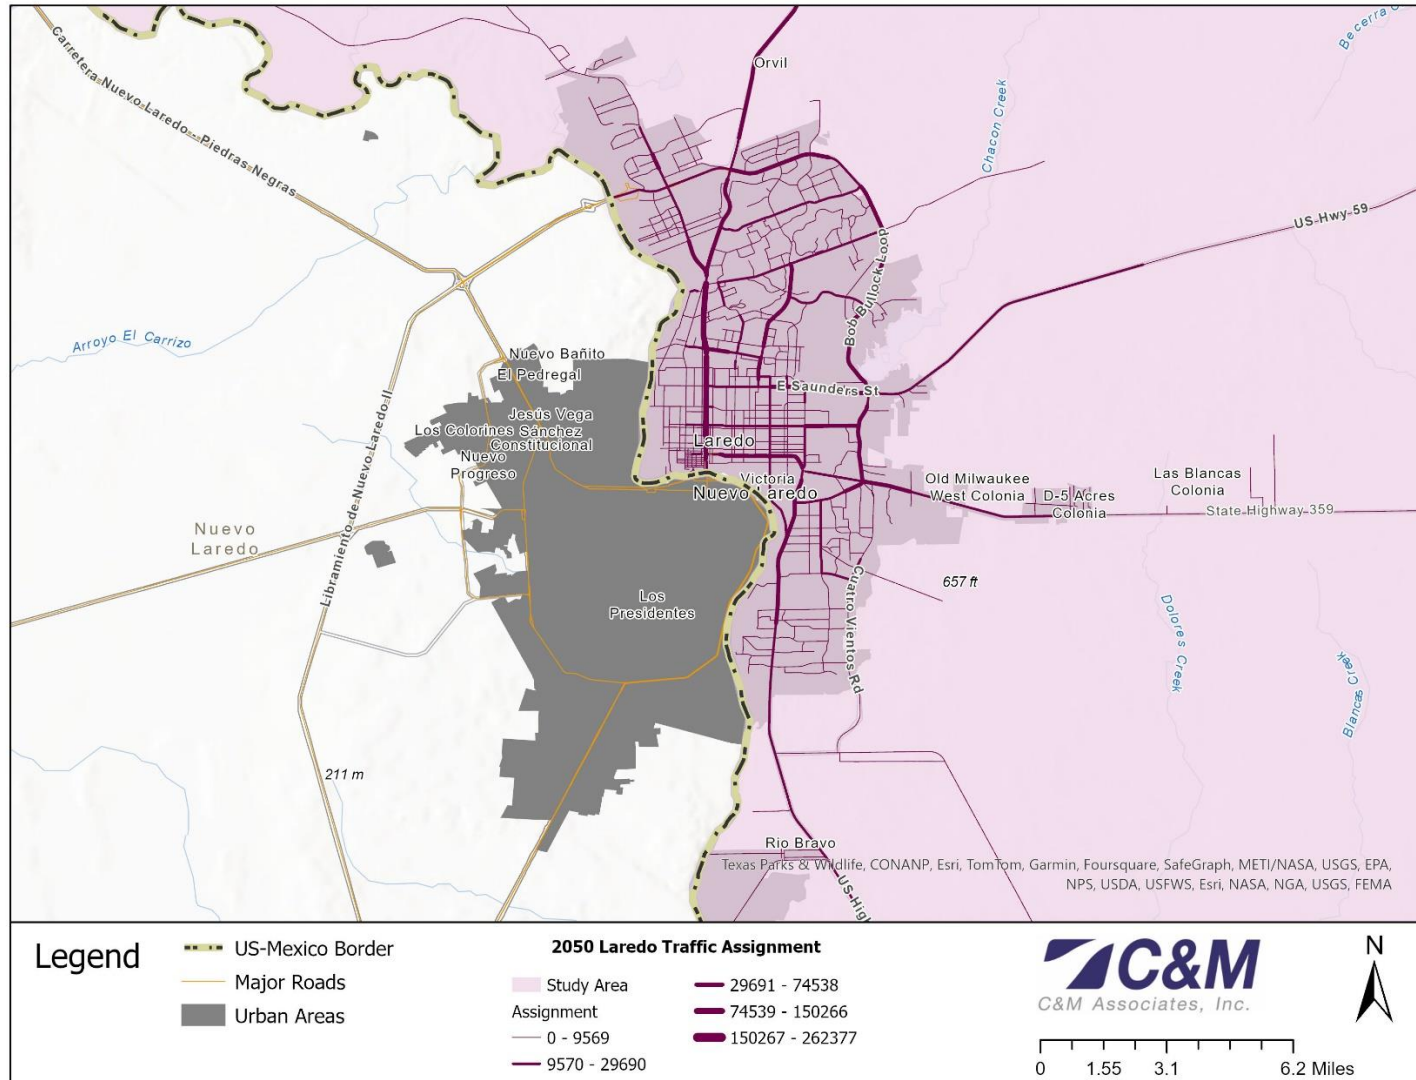 Orvil
Becerra
Carretera Nuevo Laredo - Piedras Negras
Chacon Creek
US Hwy 59
Bob Bullock Loop
Arroyo El Carrizo
Nuevo Bañito
El Pedregal
E Saunders St
Jesús Vega
Los Colorines Sánchez
Constitucional
Laredo
Nuevo
Progreso
Libramiento de Nuevo Laredo II
Victoria
Nuevo Laredo
Old Milwaukee
West Colonia
D-5 Acres
Colonia
Las Blancas
Colonia
State Highway 359
Nuevo
Laredo
657 ft
Los
Presidentes
Cuatro Vientos Rd
Dolores Creek
Blancas Creek
211 m
Rio Bravo
US High
Texas Parks & Wildlife, CONANP, Esri, TomTom, Garmin, Foursquare, SafeGraph, METI/NASA, USGS, EPA,
NPS, USDA, USFWS, Esri, NASA, NGA, USGS, FEMA
Legend
US-Mexico Border
Major Roads
Urban Areas
2050 Laredo Traffic Assignment
Study Area
Assignment
0 - 9569
9570 - 29690
29691 - 74538
74539 - 150266
150267 - 262377
C&M
C&M Associates, Inc.
N
0 1.55 3.1 6.2 Miles